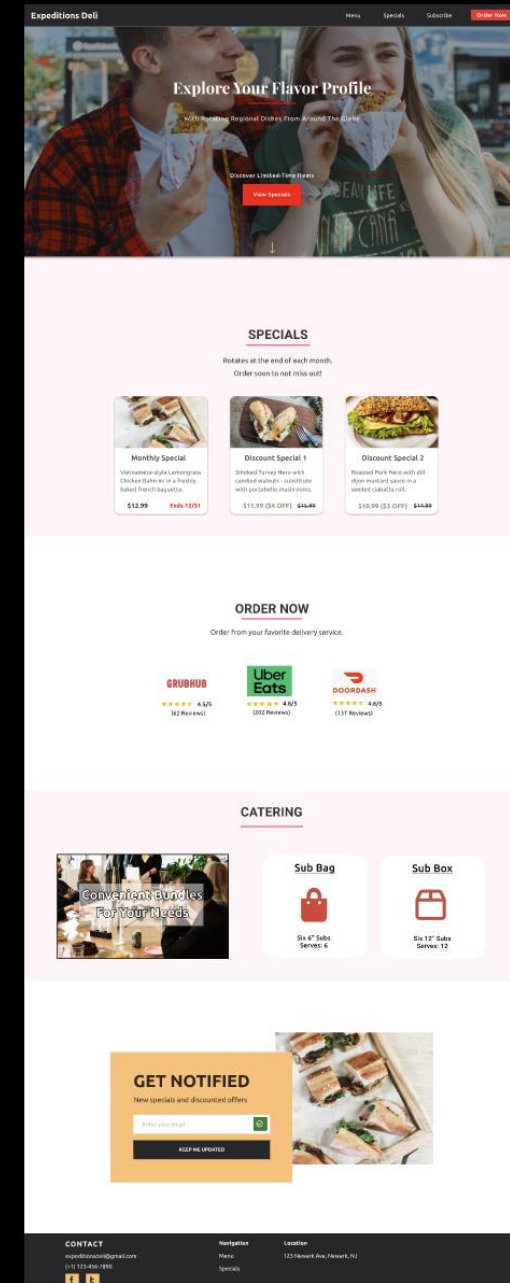 Expeditions Deli
Menu Specials Subscribe Order Now
Explore Your Flavor Profile
With Rotating Regional Dishes From Around The Globe
Discover Limited-Time Items
View Specials
SPECIALS
Rotates at the end of each month.
Order soon to not miss out!
Monthly Special
Vietnamese-style Lemongrass
Chicken Bahn-mi in a freshly
baked french baguette.
$12.99 Ends 12/31
Discount Special 1
Smoked Turkey Hero with
candied walnuts - substitute
with portobello mushrooms.
$11.99 ($4 OFF) $15.99
Discount Special 2
Roasted Pork Hero with dill
dijon mustard sauce in a
seeded ciabatta roll.
$10.99 ($3 OFF)
ORDER NOW
Order from your favorite delivery service.
GRUBHUB
4.5/5
(62 Reviews)
Uber
Eats
4.8/5
(202 Reviews)
DOORDASH
4.6/5
(137 Reviews)
CATERING
Convenient Bundles
For Your Needs
Sub Bag
Six 6" Subs
Serves: 6
Sub Box
Six 12" Subs
Serves: 12
GET NOTIFIED
New specials and discounted offers
Enter your email
KEEP ME UPDATED
CONTACT
expeditionsdeli@gmail.com
(+1) 123-456-7890
Navigation
Menu
Specials
Location
123 Newark Ave, Newark, NJ